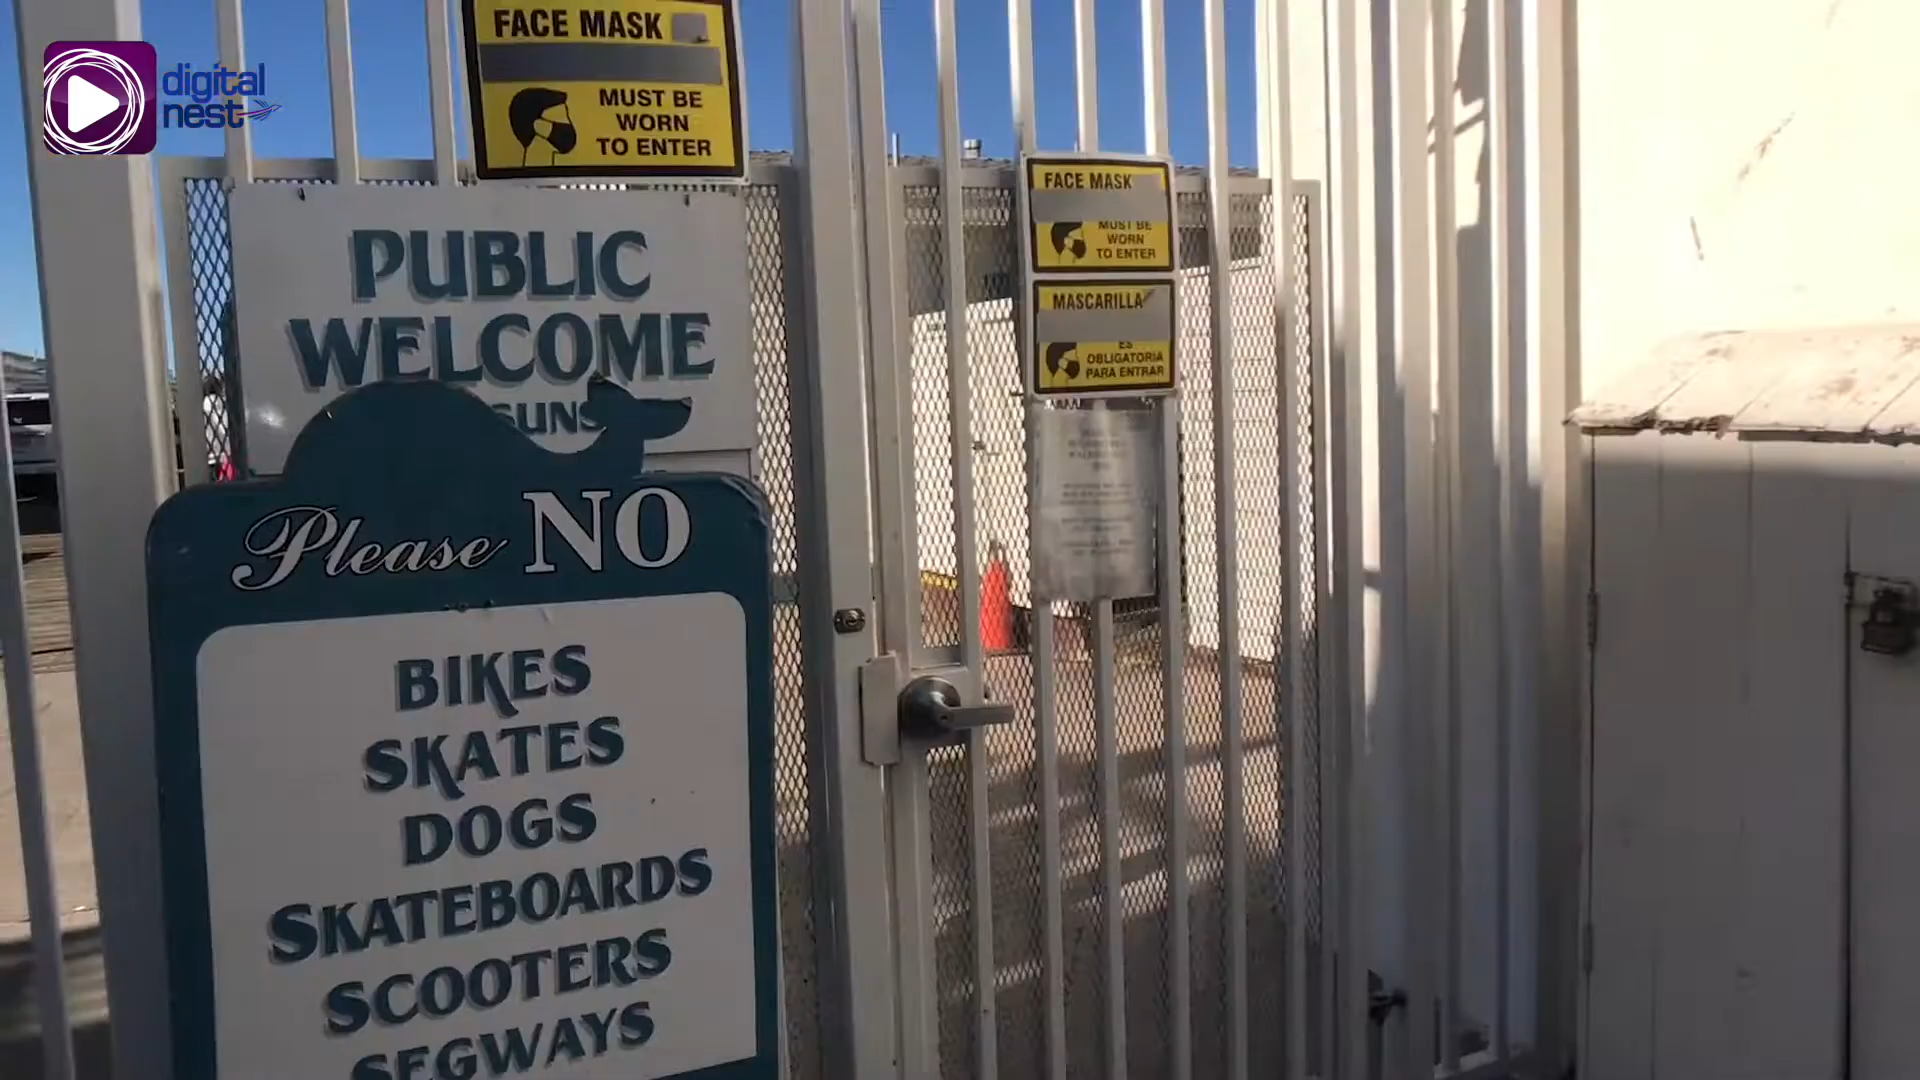 digital
nest
FACE MASK
MUST BE
WORN
TO ENTER
PUBLIC
WELCOME
GUNS
Please NO
BIKES
SKATES
DOGS
SKATEBOARDS
SCOOTERS
SEGWAYS
FACE MASK
MUST BE
WORN
TO ENTER
MASCARILLA
ES
OBLIGATORIA
PARA ENTRAR